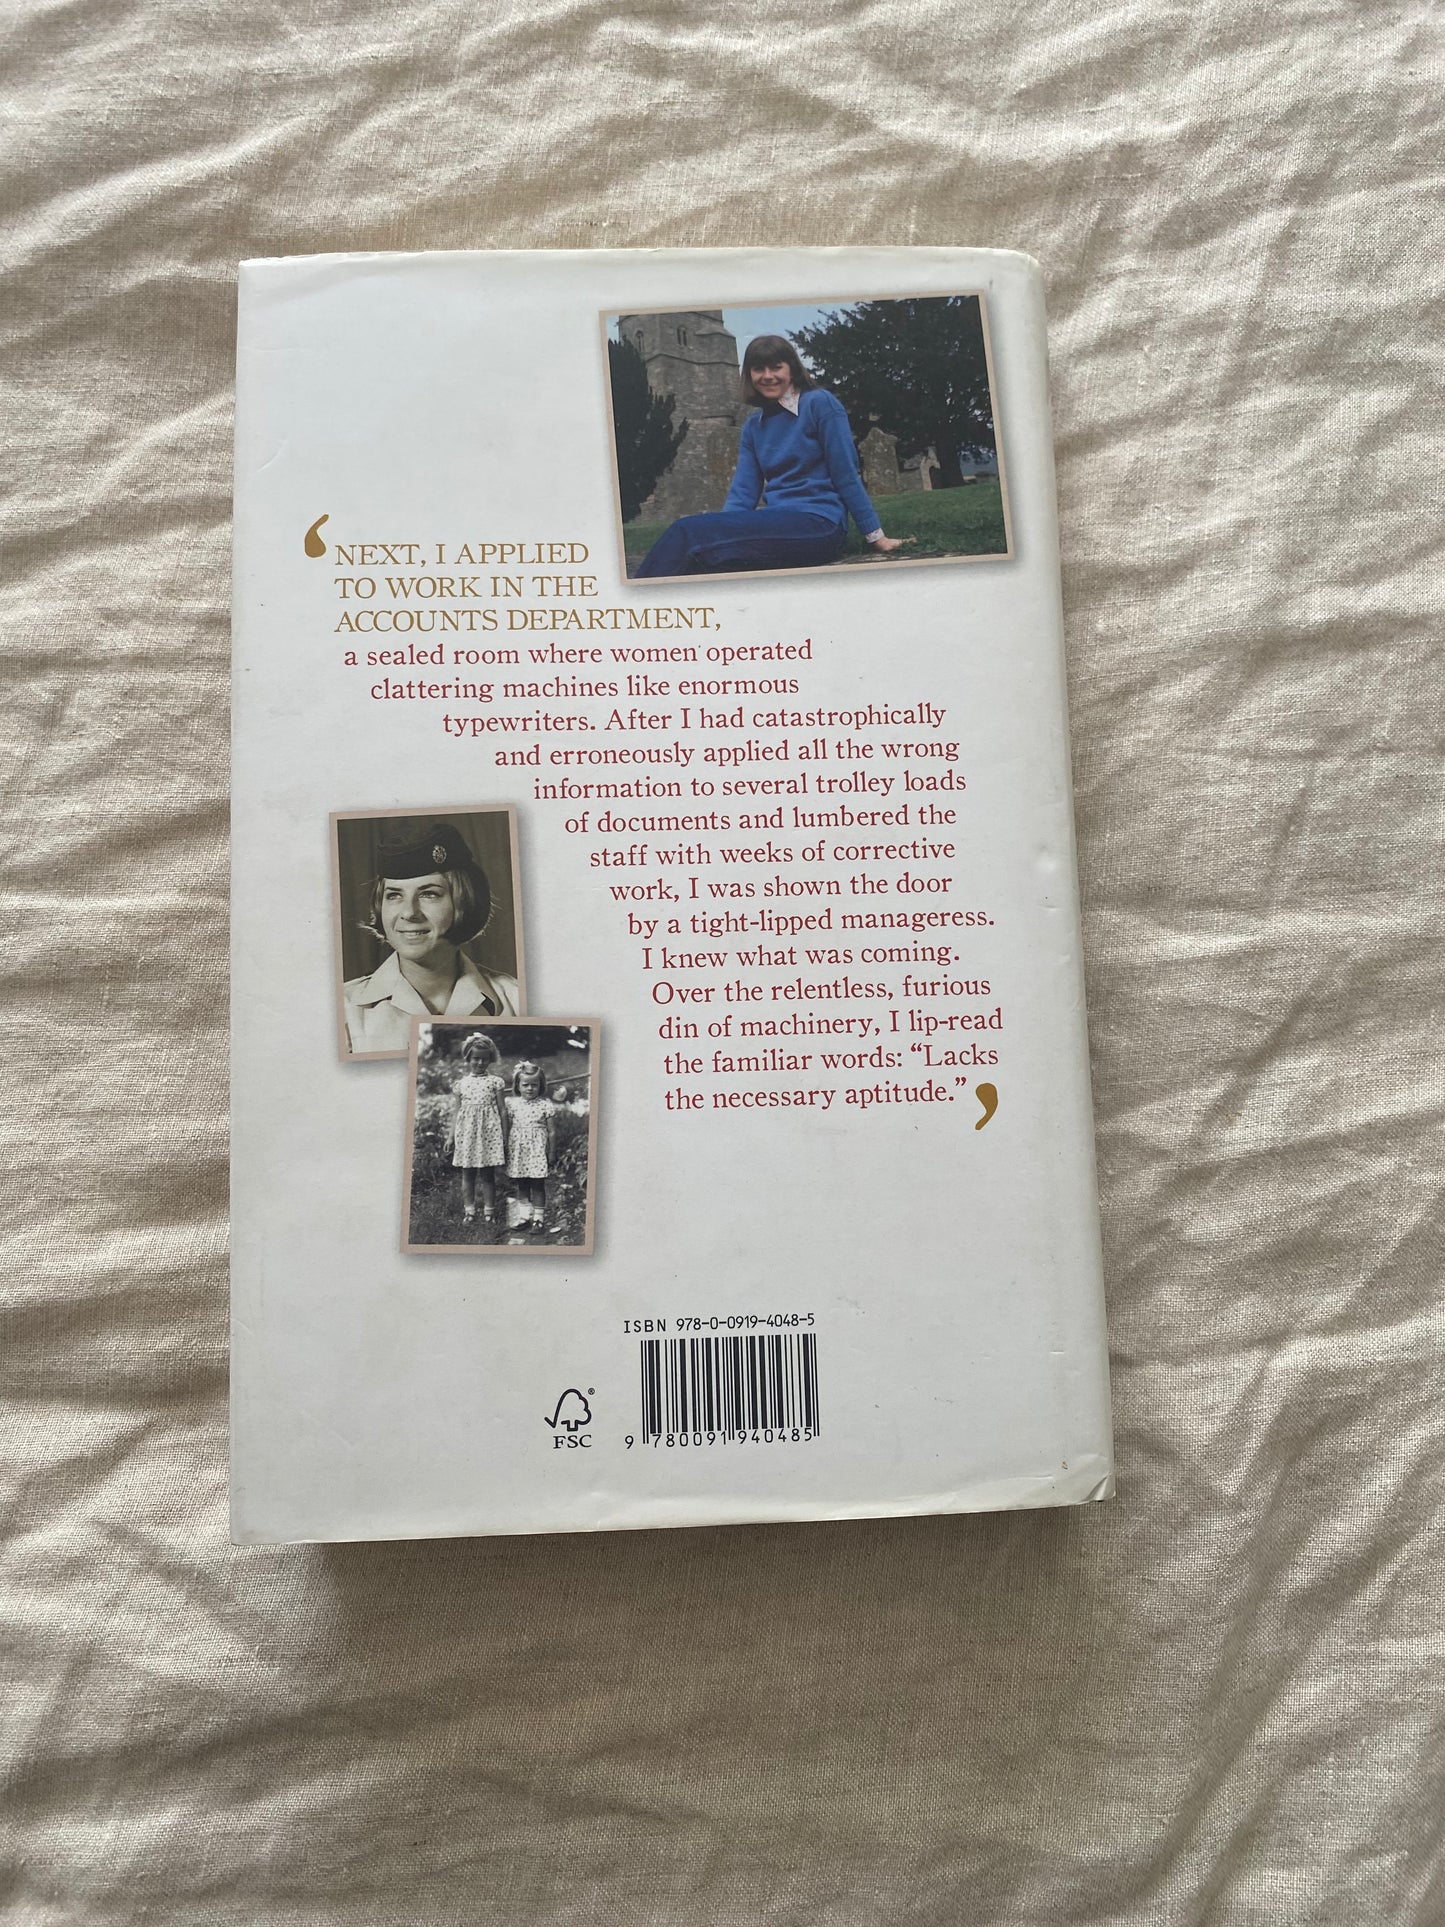 ‘NEXT, I APPLIED
TO WORK IN THE
ACCOUNTS DEPARTMENT,
a sealed room where women operated
clattering machines like enormous
typewriters. After I had catastrophically
and erroneously applied all the wrong
information to several trolley loads
of documents and lumbered the
staff with weeks of corrective
work, I was shown the door
by a tight-lipped manageress.
I knew what was coming.
Over the relentless, furious
din of machinery, I lip-read
the familiar words: “Lacks
the necessary aptitude.”’
ISBN 978-0-0919-4048-5
®
FSC
9 780091 940485